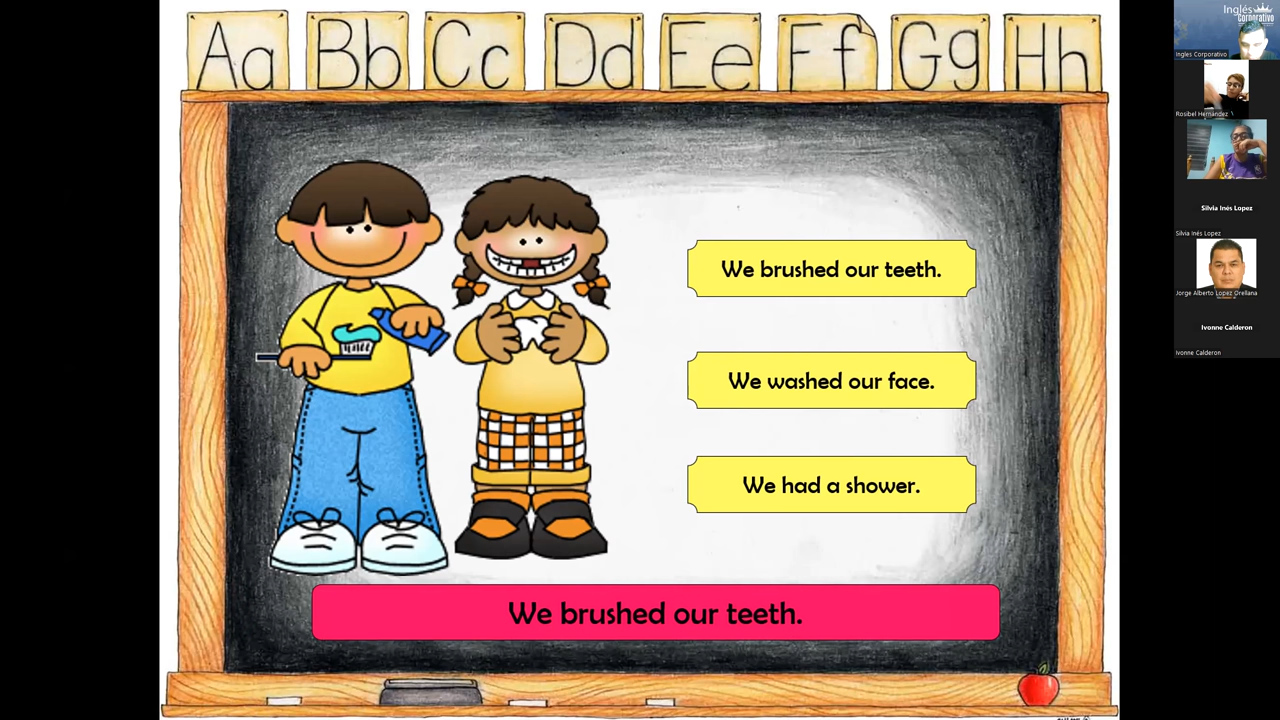 Aa Bb Cc Dd Ee Ff Gg Hh
We brushed our teeth.
We washed our face.
We had a shower.
We brushed our teeth.
Inglés
Corporativo
Ingles Corporativo
Rosibel Hernández
Silvia Inés Lopez
Silvia Inés Lopez
Jorge Alberto Lopez Orellana
Ivonne Calderon
Ivonne Calderon